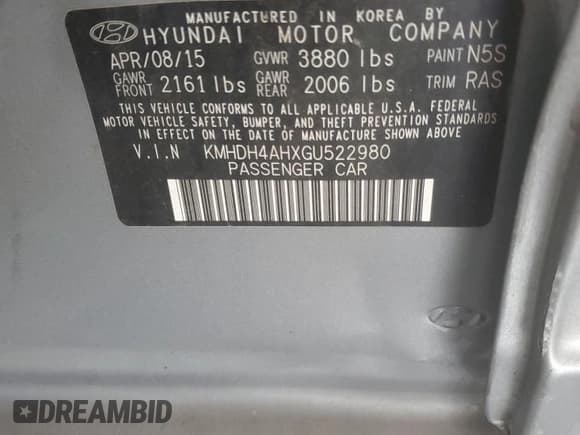 MANUFACTURED IN KOREA BY
HYUNDAI MOTOR COMPANY
APR/08/15 GVWR 3880 lbs PAINT N5S
GAWR FRONT 2161 lbs GAWR REAR 2006 lbs TRIM RAS
THIS VEHICLE CONFORMS TO ALL APPLICABLE U.S.A. FEDERAL
MOTOR VEHICLE SAFETY, BUMPER, AND THEFT PREVENTION STANDARDS
IN EFFECT ON THE DATE OF MANUFACTURE SHOWN ABOVE.
V.I.N KMHDH4AHXGU522980
PASSENGER CAR
DREAMBID